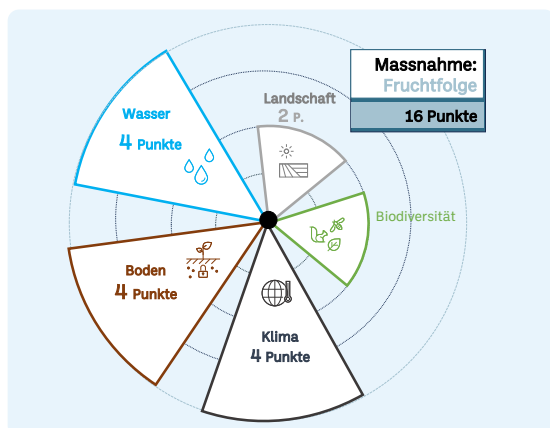 Massnahme:
Fruchtfolge
16 Punkte
Landschaft
2 P.
Wasser
4 Punkte
Biodiversität
Boden
4 Punkte
Klima
4 Punkte